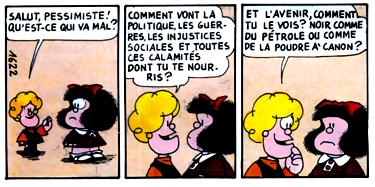 SALUT, PESSIMISTE!
QU'EST-CE QUI VA MAL?
1622
COMMENT VONT LA
POLITIQUE, LES GUER-
RES, LES INJUSTICES
SOCIALES ET TOUTES
CES CALAMITÉS
DONT TU TE NOUR-
RIS?
ET L'AVENIR, COMMENT
TU LE VOIS? NOIR COMME
DU PÉTROLE OU COMME
DE LA POUDRE A' CANON?